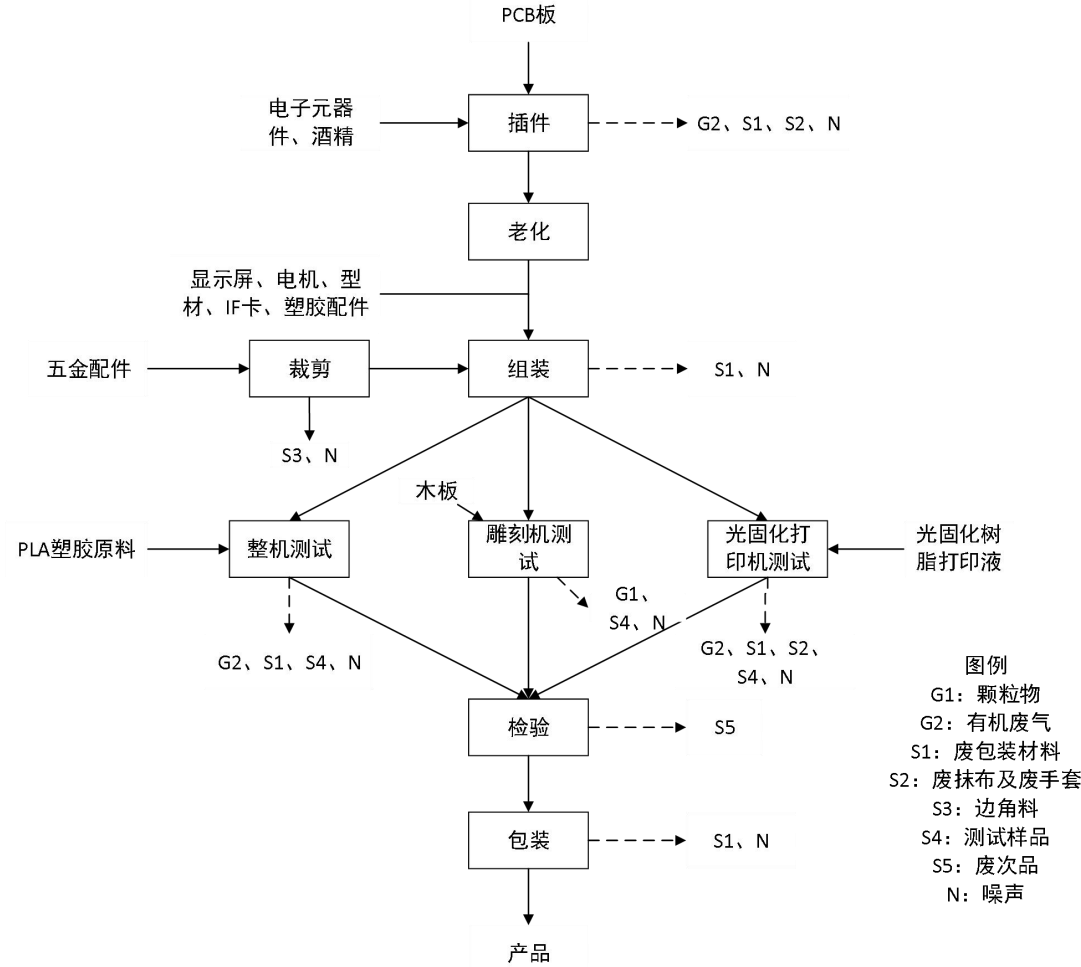 PCB板
电子元器
件、酒精
插件
G2、S1、S2、N
老化
显示屏、电机、型
材、IF卡、塑胶配件
五金配件
裁剪
组装
S1、N
S3、N
木板
PLA塑胶原料
整机测试
雕刻机测
试
光固化打
印机测试
光固化树
脂打印液
G1、
S4、N
G2、S1、S4、N
G2、S1、S2、
S4、N
检验
S5
包装
S1、N
产品
图例
G1：颗粒物
G2：有机废气
S1：废包装材料
S2：废抹布及废手套
S3：边角料
S4：测试样品
S5：废次品
N：噪声